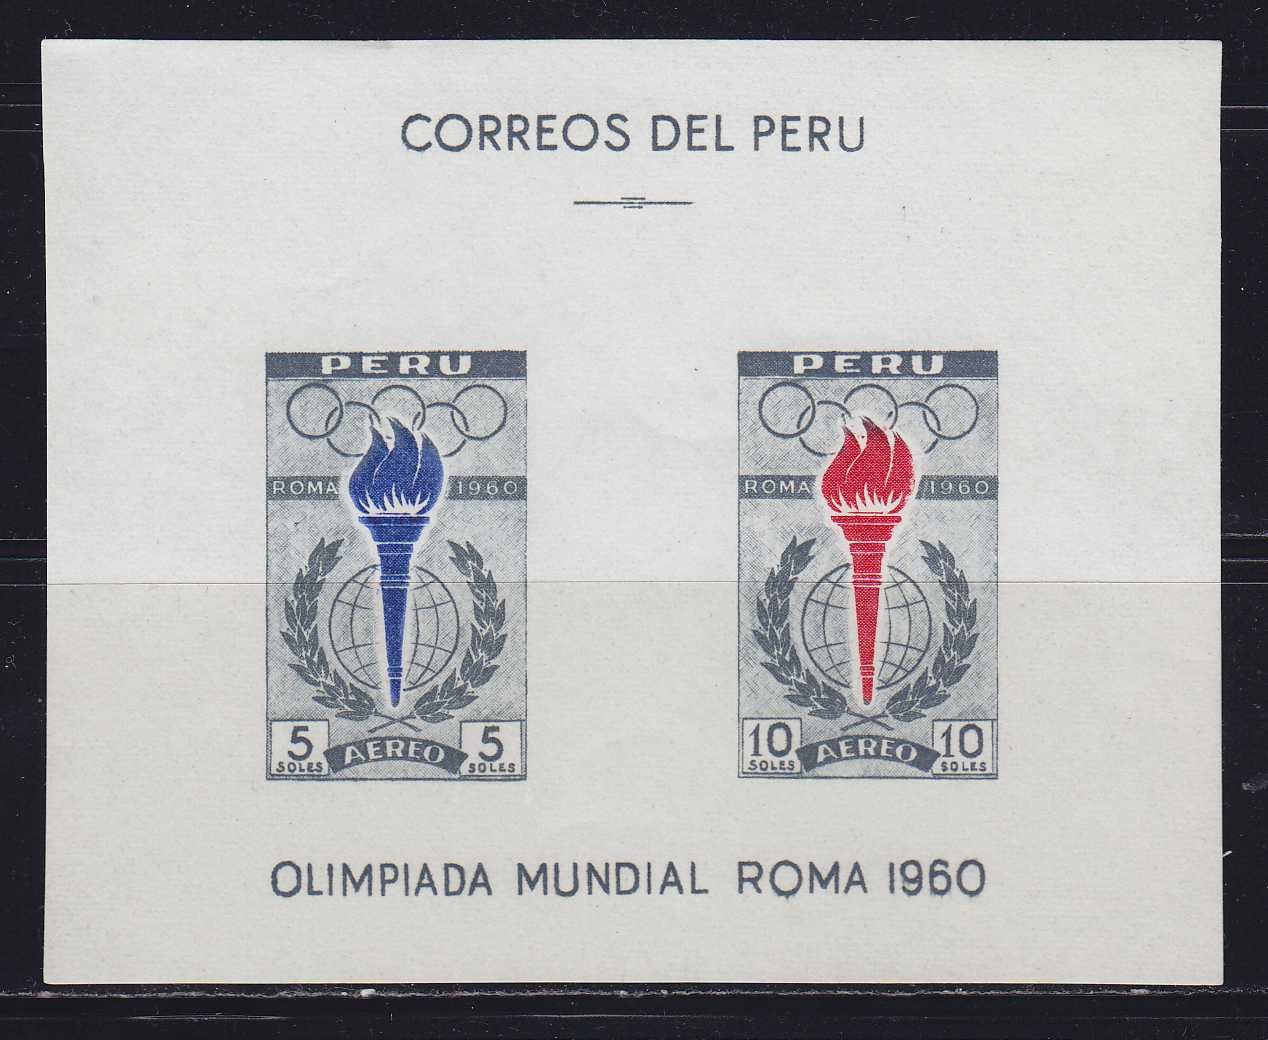 CORREOS DEL PERU
PERU
ROMA 1960
5 SOLES AEREO 5 SOLES
PERU
ROMA 1960
10 SOLES AEREO 10 SOLES
OLIMPIADA MUNDIAL ROMA 1960